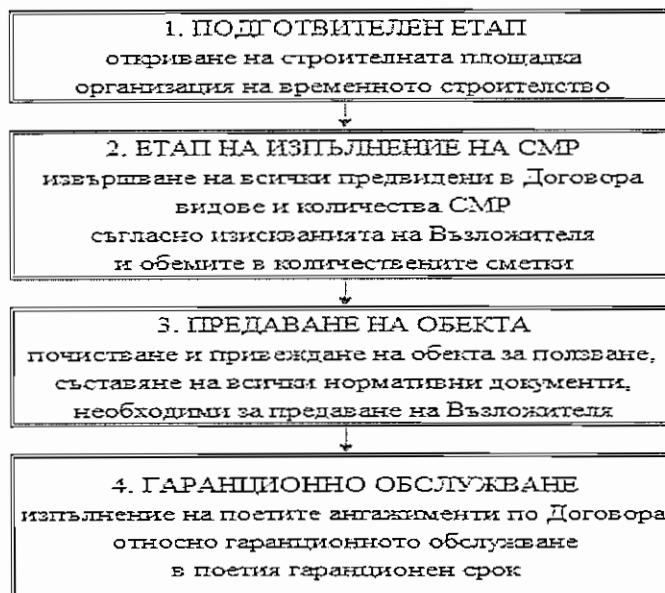 1. ПОДГОТВИТЕЛЕН ЕТАП
откриване на строителната площадка
организация на временното строителство
2. ЕТАП НА ИЗПЪЛНЕНИЕ НА СМР
извършване на всички предвидени в Договора
видове и количества СМР
съгласно изискванията на Възложителя
и обемите в количествените сметки
3. ПРЕДАВАНЕ НА ОБЕКТА
почистване и привеждане на обекта за ползване,
съставяне на всички нормативни документи,
необходими за предаване на Възложителя
4. ГАРАНЦИОННО ОБСЛУЖВАНЕ
изпълнение на поетите ангажименти по Договора
относно гаранционното обслужване
в поетия гаранционен срок